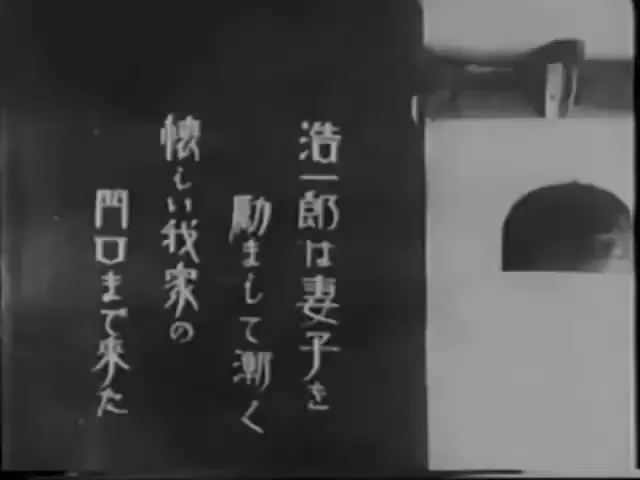 浩一郎は妻子を
励まして漸く
懐しい我家の
門口まで來た